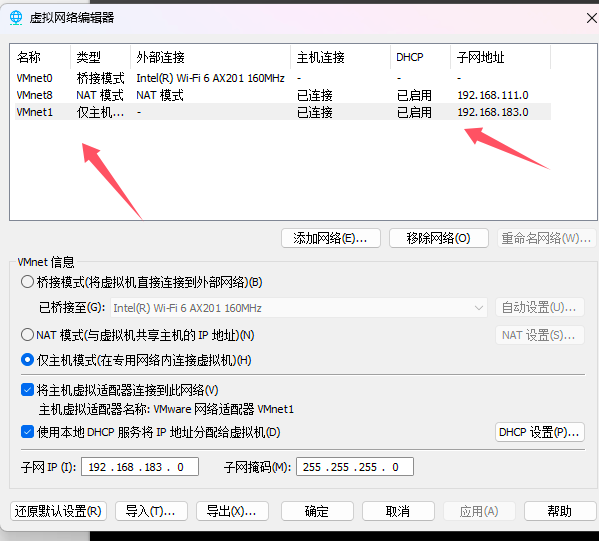 虚拟网络编辑器
名称 类型 外部连接 主机连接 DHCP 子网地址
VMnet0 桥接模式 Intel(R) Wi-Fi 6 AX201 160MHz - - -
VMnet8 NAT 模式 NAT 模式 已连接 已启用 192.168.111.0
VMnet1 仅主机... - 已连接 已启用 192.168.183.0
添加网络(E)... 移除网络(O) 重命名网络(W)...
VMnet 信息
桥接模式(将虚拟机直接连接到外部网络)(B)
已桥接至(G): Intel(R) Wi-Fi 6 AX201 160MHz 自动设置(U)...
NAT 模式(与虚拟机共享主机的 IP 地址)(N) NAT 设置(S)...
仅主机模式(在专用网络内连接虚拟机)(H)
将主机虚拟适配器连接到此网络(V)
主机虚拟适配器名称: VMware 网络适配器 VMnet1
使用本地 DHCP 服务将 IP 地址分配给虚拟机(D) DHCP 设置(P)...
子网 IP (I): 192 .168 .183 . 0 子网掩码(M): 255 .255 .255 . 0
还原默认设置(R) 导入(T)... 导出(X)... 确定 取消 应用(A) 帮助